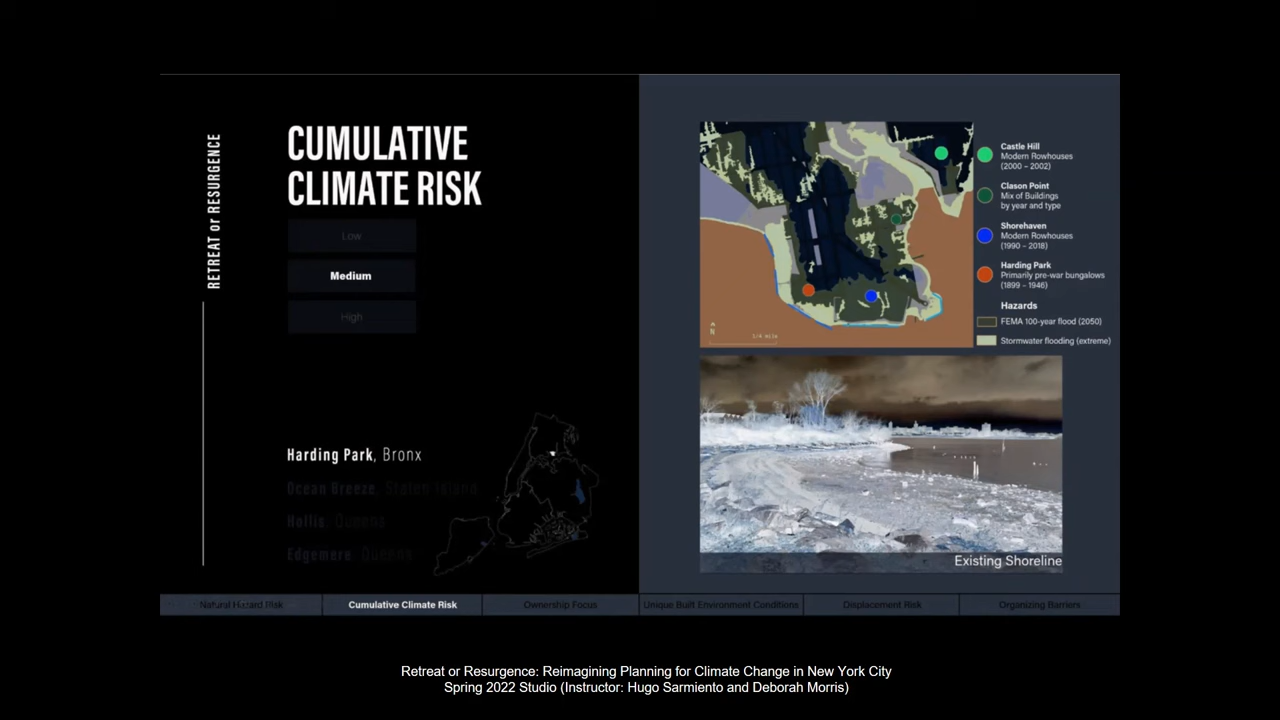 RETREAT or RESURGENCE
CUMULATIVE
CLIMATE RISK
Low
Medium
High
Harding Park, Bronx
Ocean Breeze, Staten Island
Hollis, Queens
Edgemere, Queens
Castle Hill
Modern Rowhouses
(2000 – 2002)
Clason Point
Mix of Buildings
by year and type
Shorehaven
Modern Rowhouses
(1990 – 2018)
Harding Park
Primarily pre-war bungalows
(1899 – 1946)
Hazards
FEMA 100-year flood (2050)
Stormwater flooding (extreme)
N
1/4 mile
Existing Shoreline
Natural Hazard Risk
Cumulative Climate Risk
Ownership Focus
Unique Built Environment Conditions
Displacement Risk
Organizing Barriers
Retreat or Resurgence: Reimagining Planning for Climate Change in New York City
Spring 2022 Studio (Instructor: Hugo Sarmiento and Deborah Morris)